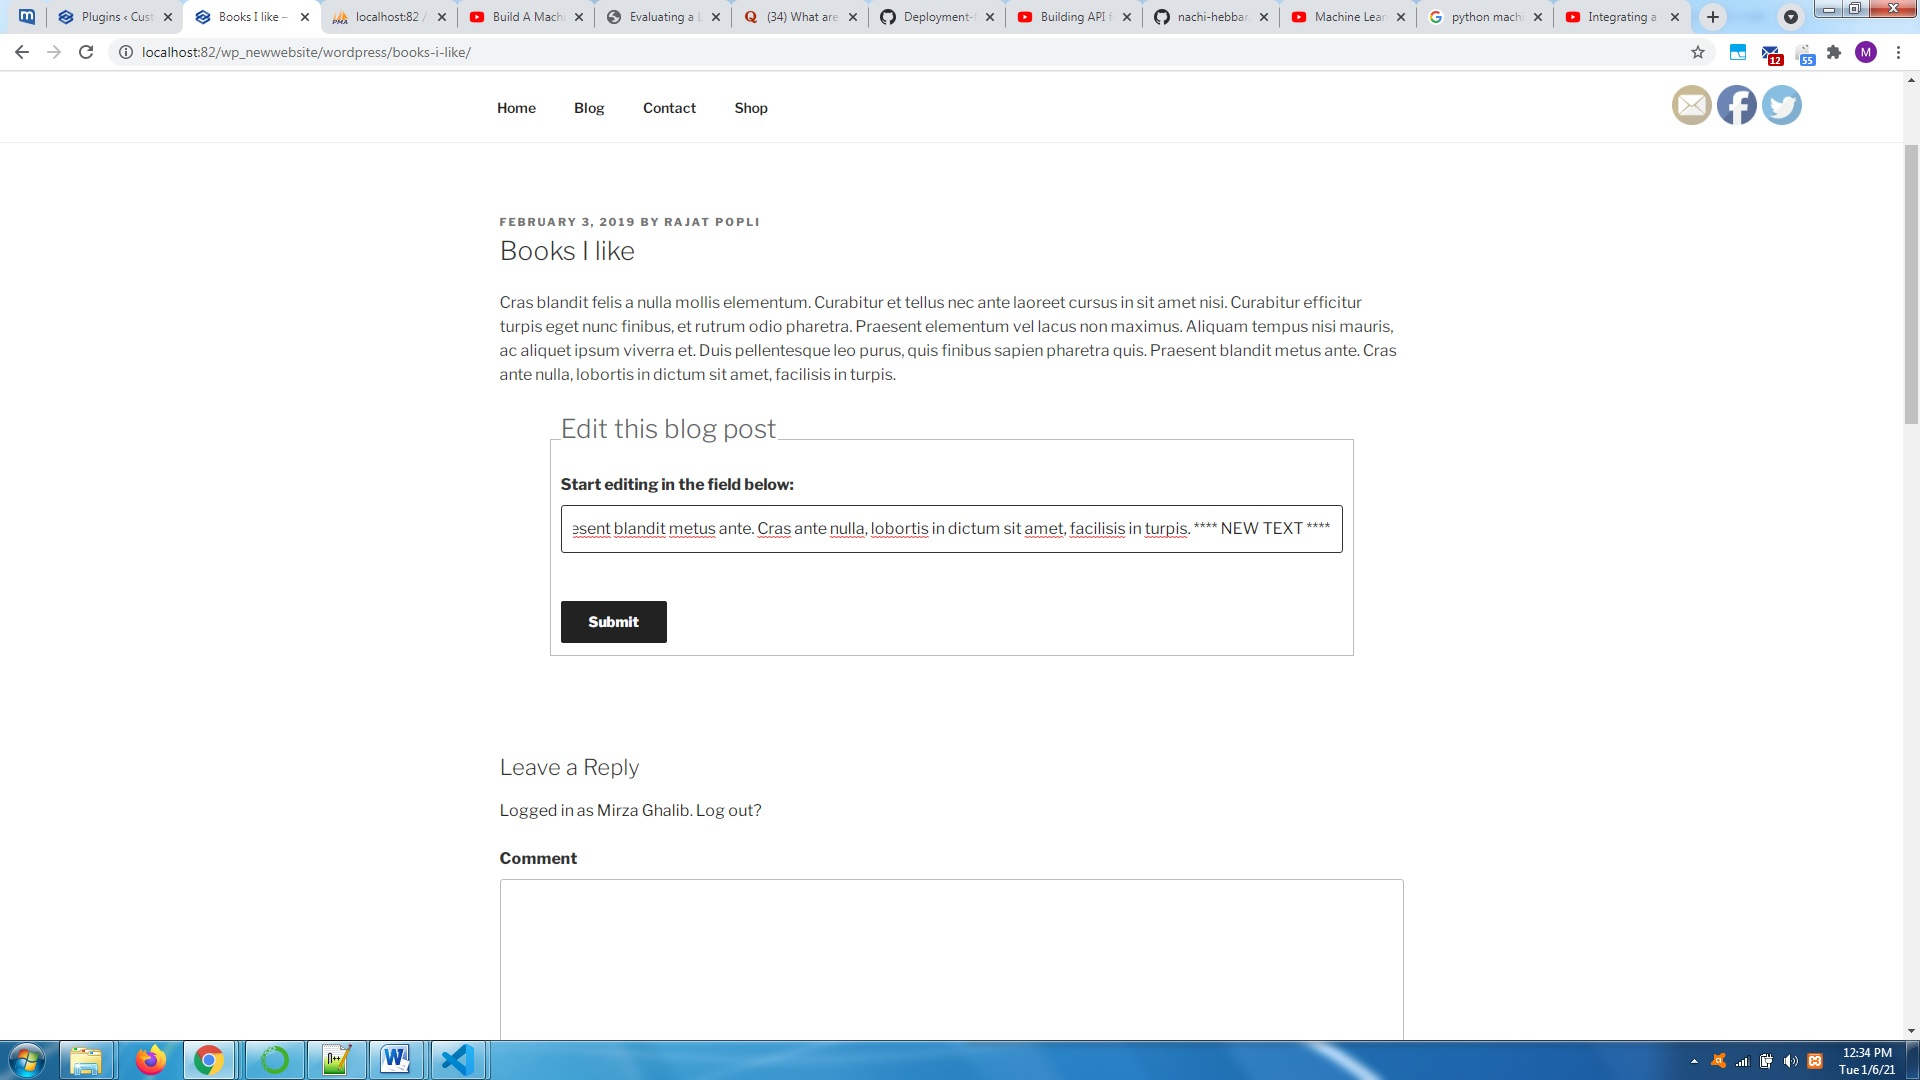 Plugins ‹ Cust
Books I like –
localhost:82 /
Build A Machi
Evaluating a L
(34) What are
Deployment-f
Building API f
nachi-hebbar
Machine Lear
python machi
Integrating a
localhost:82/wp_newwebsite/wordpress/books-i-like/
12
55
M
Home
Blog
Contact
Shop
FEBRUARY 3, 2019 BY RAJAT POPLI
Books I like
Cras blandit felis a nulla mollis elementum. Curabitur et tellus nec ante laoreet cursus in sit amet nisi. Curabitur efficitur
turpis eget nunc finibus, et rutrum odio pharetra. Praesent elementum vel lacus non maximus. Aliquam tempus nisi mauris,
ac aliquet ipsum viverra et. Duis pellentesque leo purus, quis finibus sapien pharetra quis. Praesent blandit metus ante. Cras
ante nulla, lobortis in dictum sit amet, facilisis in turpis.
Edit this blog post
Start editing in the field below:
esent blandit metus ante. Cras ante nulla, lobortis in dictum sit amet, facilisis in turpis. **** NEW TEXT ****
Submit
Leave a Reply
Logged in as Mirza Ghalib. Log out?
Comment
12:34 PM
Tue 1/6/21